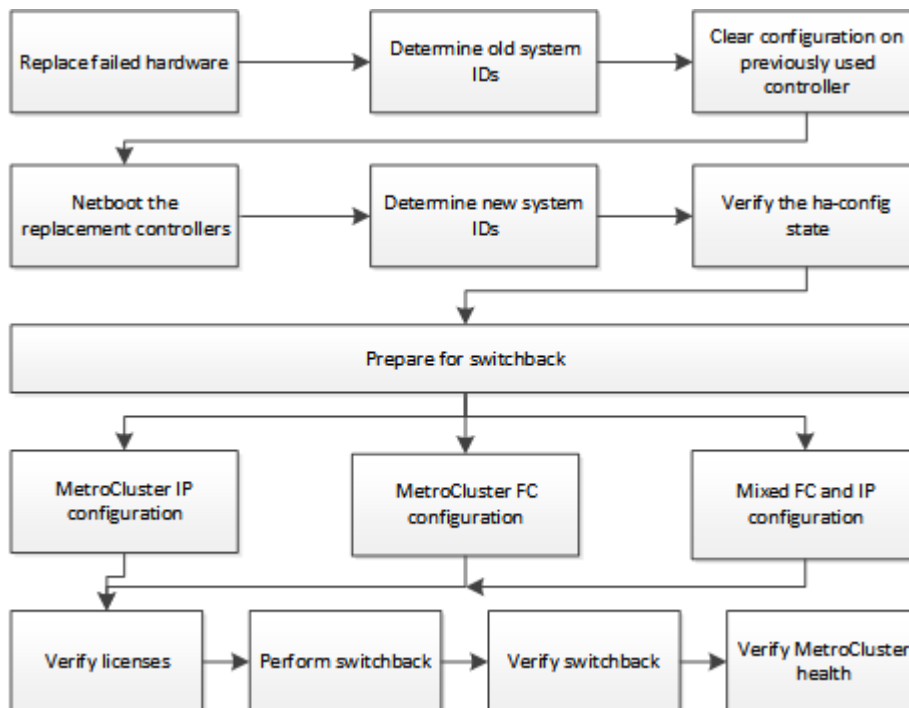 Replace failed hardware
Determine old system
IDs
Clear configuration on
previously used
controller
Netboot the
replacement controllers
Determine new system
IDs
Verify the ha-config
state
Prepare for switchback
MetroCluster IP
configuration
MetroCluster FC
configuration
Mixed FC and IP
configuration
Verify licenses
Perform switchback
Verify switchback
Verify MetroCluster
health